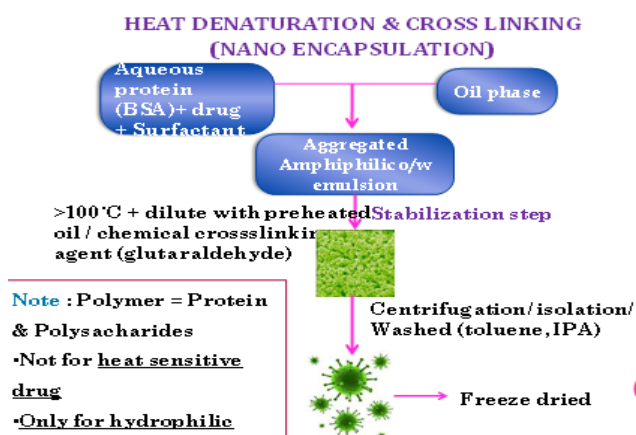 HEAT DENATURATION & CROSS LINKING
(NANO ENCAPSULATION)
Aqueous
protein
(BSA)+ drug
+ Surfactant
Oil phase
Aggregated
Amphiphilic o/w
emulsion
>100°C + dilute with preheated
oil / chemical crossslinkin
agent (glutaraldehyde)
Stabilization step
Note : Polymer = Protein
& Polysacharides
•Not for heat sensitive
drug
•Only for hydrophilic
Centrifugation/isolation/
Washed (toluene, IPA)
Freeze dried